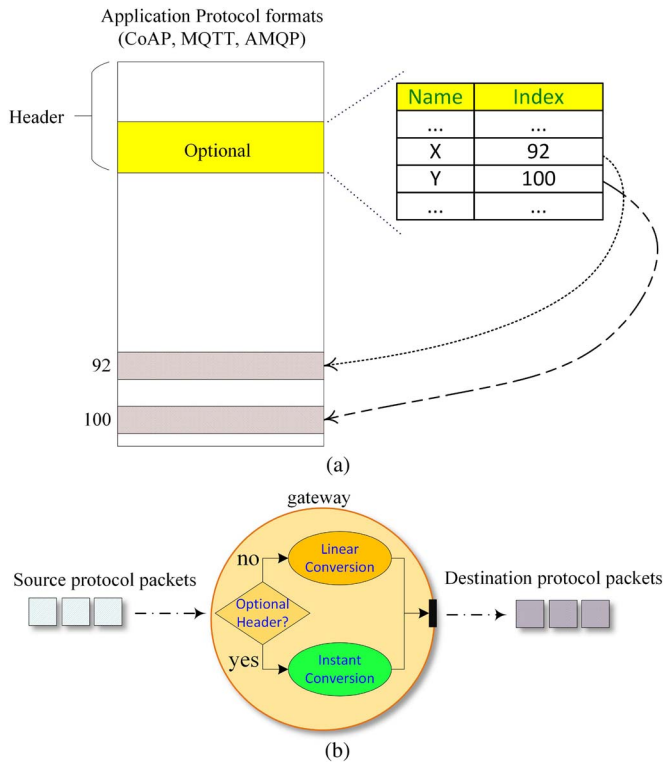 Application Protocol formats
(CoAP, MQTT, AMQP)
Header
Optional
Name Index
... ...
X 92
Y 100
... ...
92
100
(a)
gateway
Source protocol packets
no
Linear
Conversion
Optional
Header?
yes
Instant
Conversion
Destination protocol packets
(b)